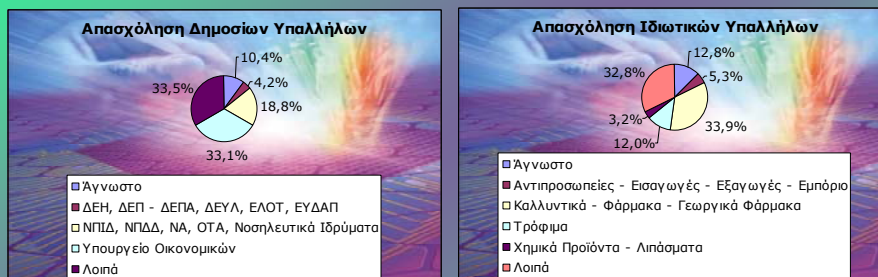 Απασχόληση Δημοσίων Υπαλλήλων
10,4%
4,2%
18,8%
33,1%
33,5%
Άγνωστο
ΔΕΗ, ΔΕΠ - ΔΕΠΑ, ΔΕΥΛ, ΕΛΟΤ, ΕΥΔΑΠ
ΝΠΙΔ, ΝΠΔΔ, ΝΑ, ΟΤΑ, Νοσηλευτικά Ιδρύματα
Υπουργείο Οικονομικών
Λοιπά
Απασχόληση Ιδιωτικών Υπαλλήλων
12,8%
5,3%
33,9%
12,0%
3,2%
32,8%
Άγνωστο
Αντιπροσωπείες - Εισαγωγές - Εξαγωγές - Εμπόριο
Καλλυντικά - Φάρμακα - Γεωργικά Φάρμακα
Τρόφιμα
Χημικά Προϊόντα - Λιπάσματα
Λοιπά